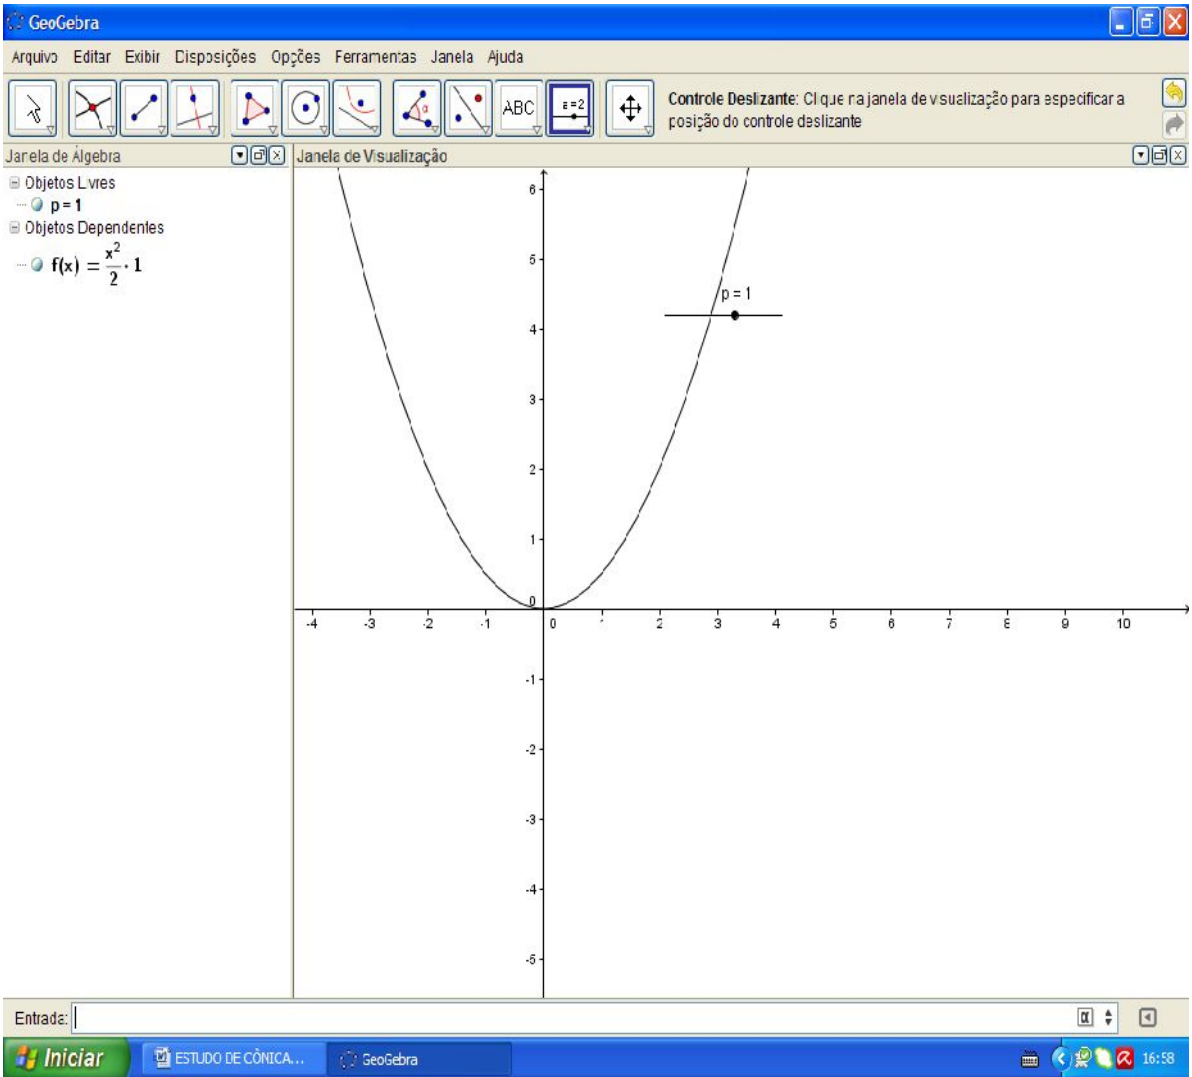 GeoGebra
Arquivo Editar Exibir Disposições Opções Ferramentas Janela Ajuda
ABC
a=2
Controle Deslizante: Clique na janela de visualização para especificar a
posição do controle deslizante
Janela de Álgebra
Janela de Visualização
Objetos Livres
p = 1
Objetos Dependentes
f(x) = x²/2 · 1
p = 1
6
5
4
3
2
1
0
-4 -3 -2 -1 0 1 2 3 4 5 6 7 8 9 10
-1
-2
-3
-4
-5
Entrada:
α
Iniciar
ESTUDO DE CÔNICA...
GeoGebra
16:58